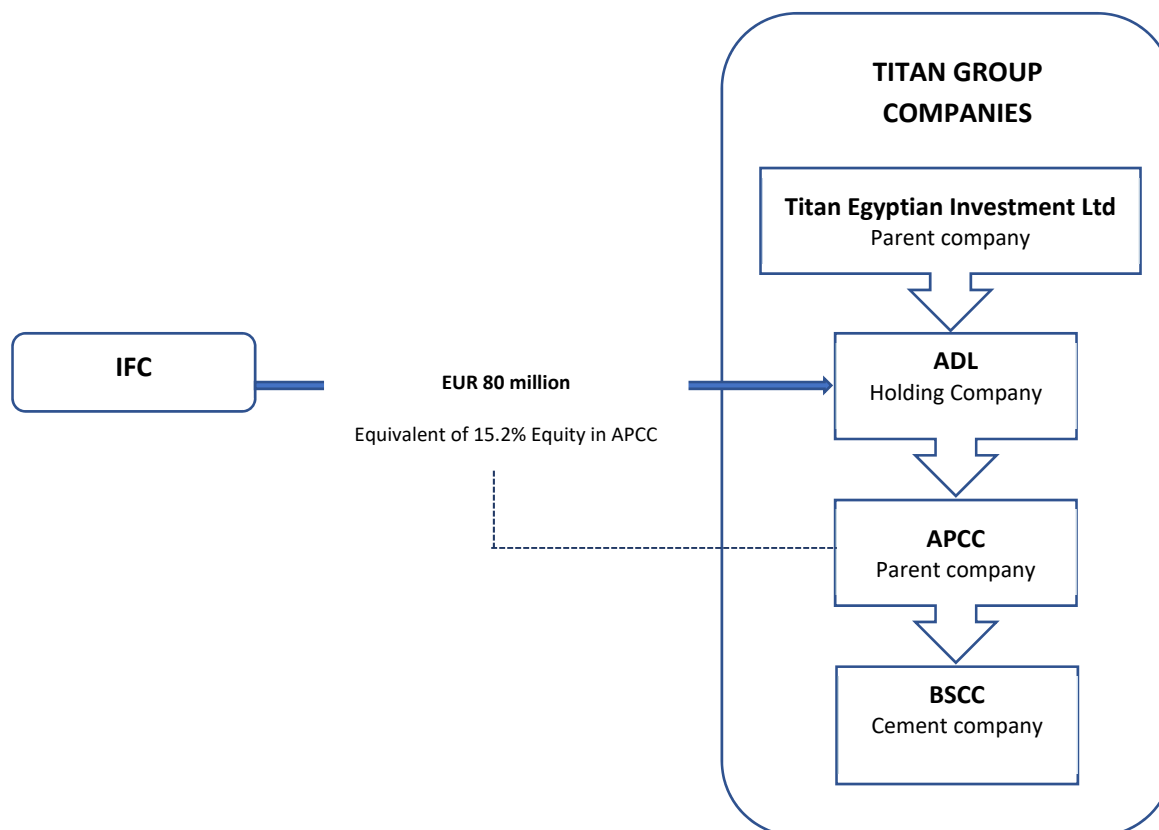 TITAN GROUP
COMPANIES
Titan Egyptian Investment Ltd
Parent company
IFC
EUR 80 million
Equivalent of 15.2% Equity in APCC
ADL
Holding Company
APCC
Parent company
BSCC
Cement company